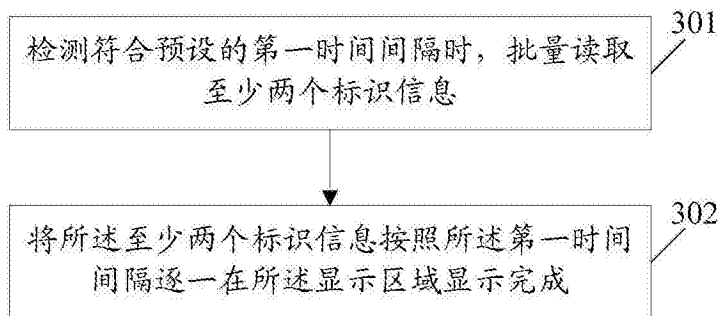 检测符合预设的第一时间间隔时，批量读取
至少两个标识信息
301
将所述至少两个标识信息按照所述第一时间
间隔逐一在所述显示区域显示完成
302